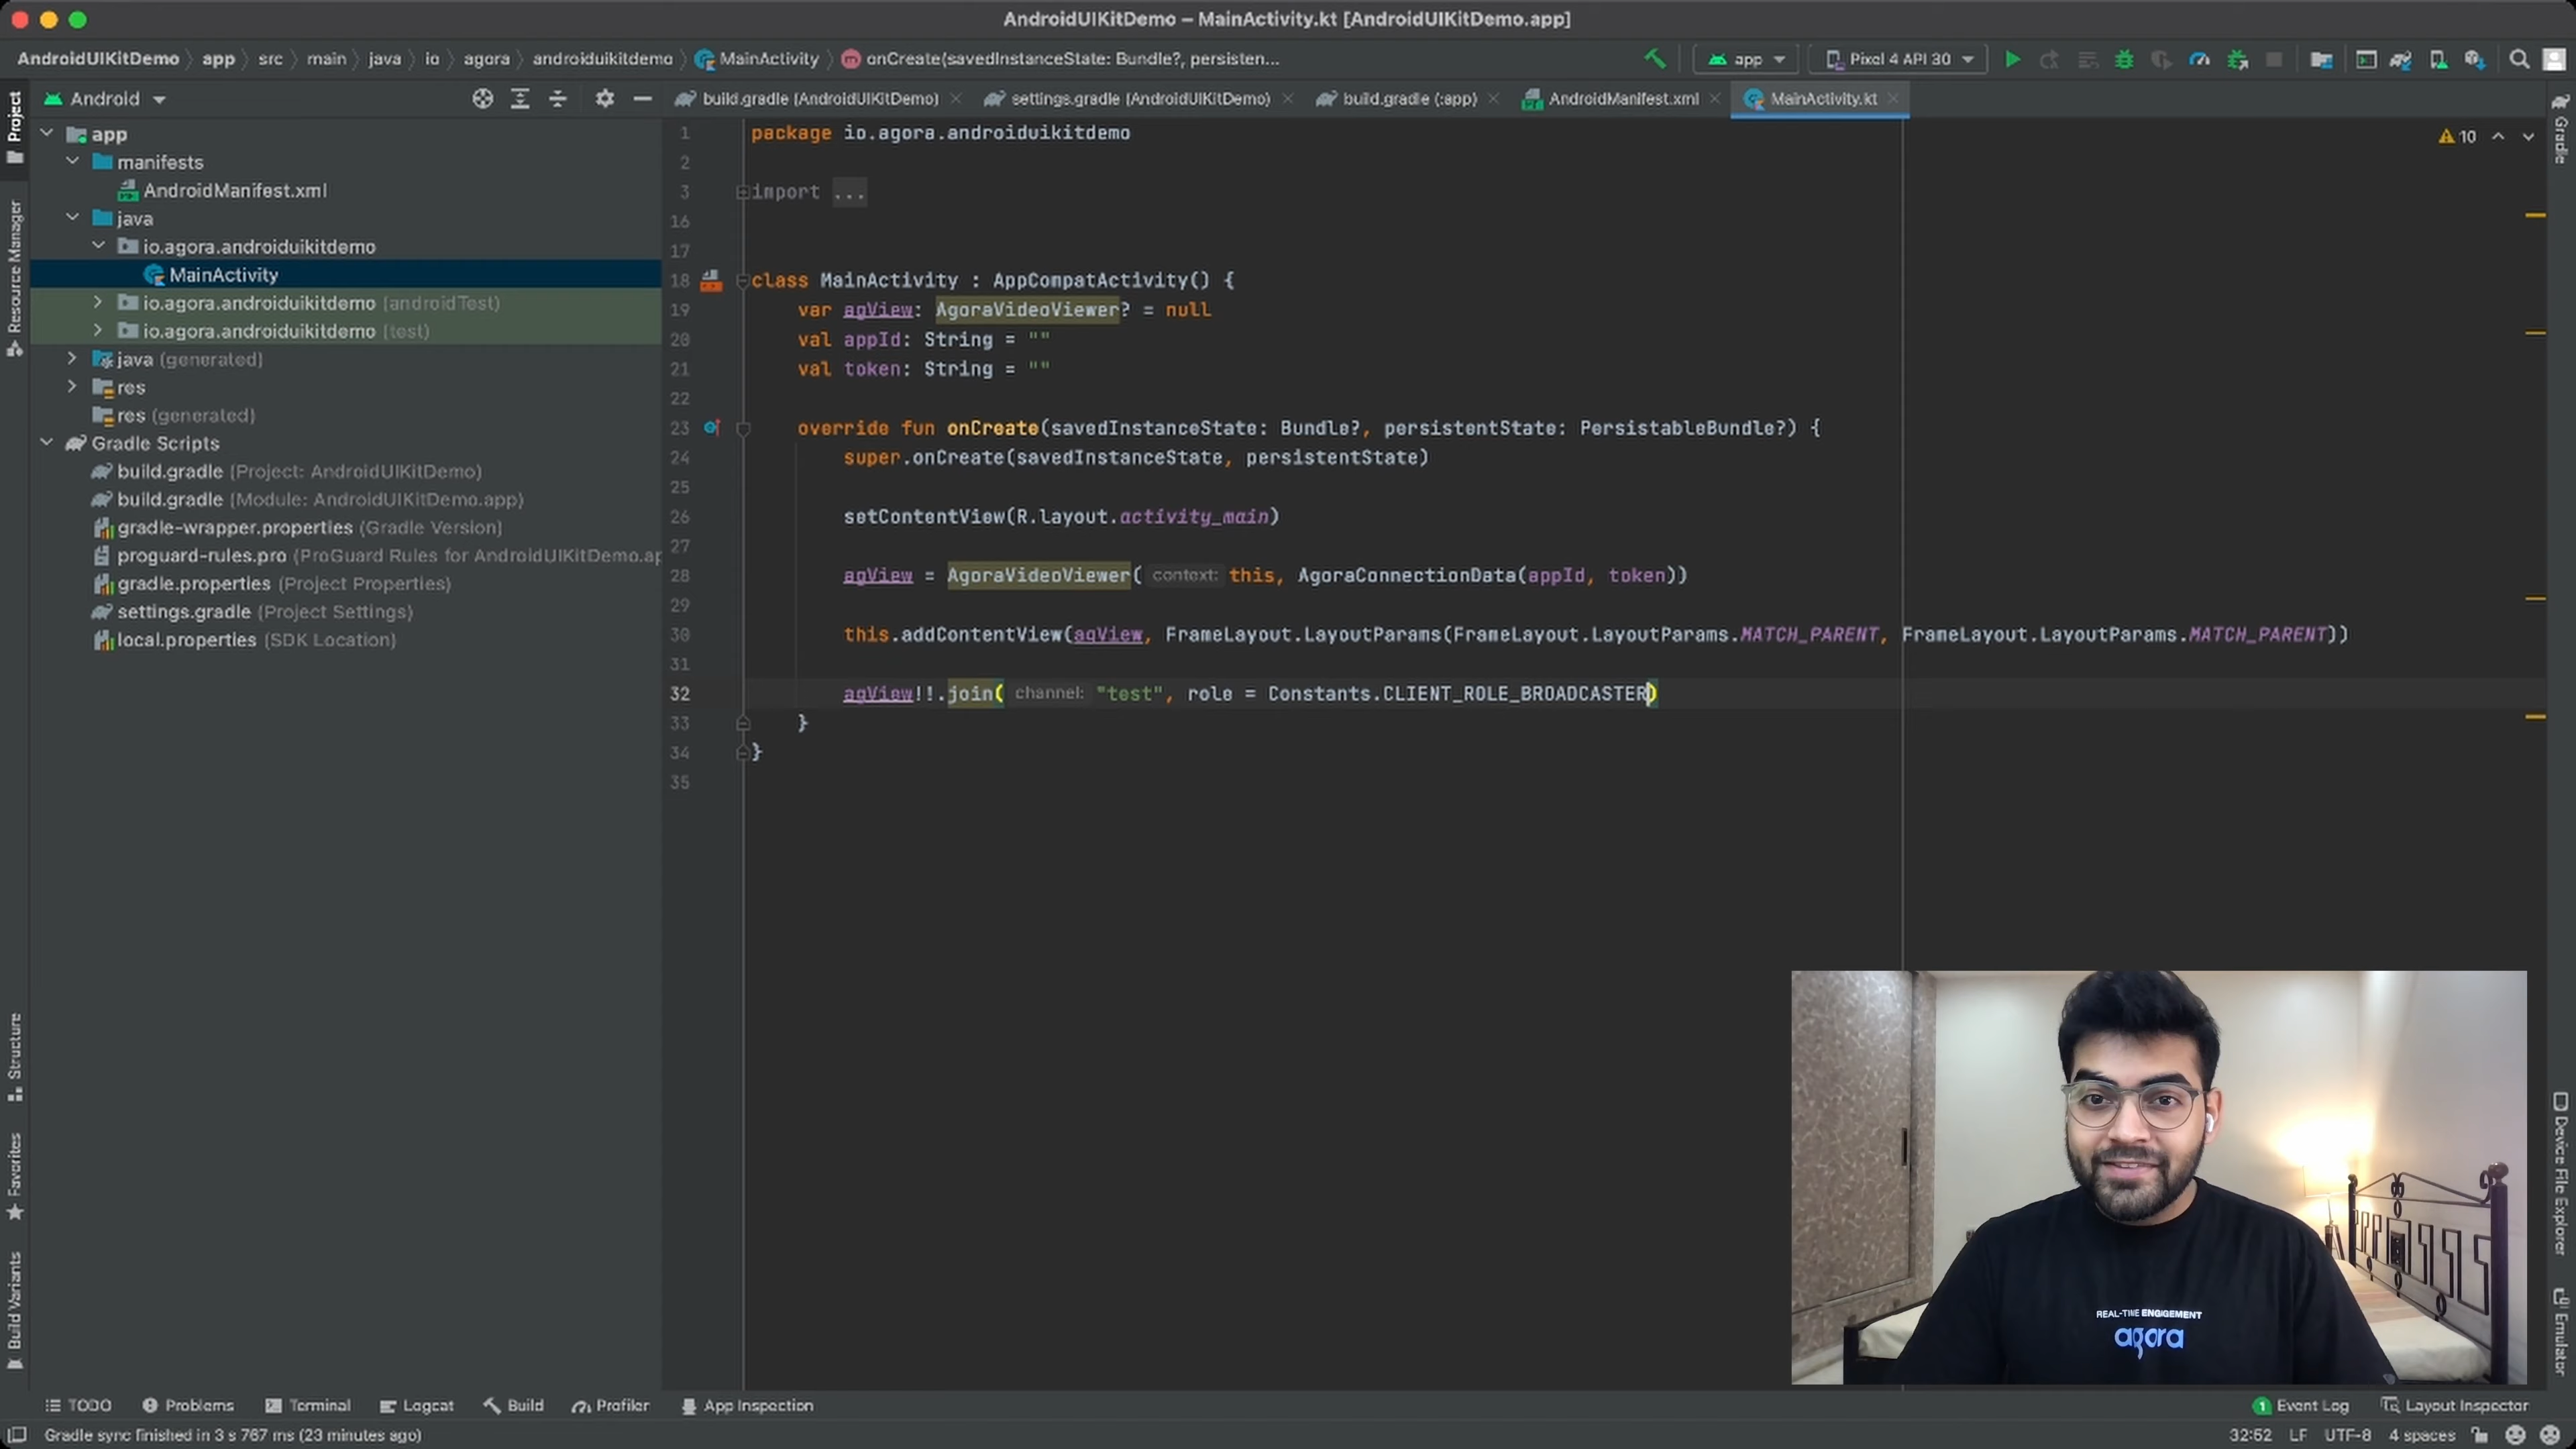 AndroidUIKitDemo – MainActivity.kt [AndroidUIKitDemo.app]
AndroidUIKitDemo app src main java io agora androiduikitdemo MainActivity onCreate(savedInstanceState: Bundle?, persisten... app Pixel 4 API 30
Android build.gradle (AndroidUIKitDemo) settings.gradle (AndroidUIKitDemo) build.gradle (:app) AndroidManifest.xml MainActivity.kt
Project
Resource Manager
Structure
Favorites
Build Variants
app
manifests
AndroidManifest.xml
java
io.agora.androiduikitdemo
MainActivity
io.agora.androiduikitdemo (androidTest)
io.agora.androiduikitdemo (test)
java (generated)
res
res (generated)
Gradle Scripts
build.gradle (Project: AndroidUIKitDemo)
build.gradle (Module: AndroidUIKitDemo.app)
gradle-wrapper.properties (Gradle Version)
proguard-rules.pro (ProGuard Rules for AndroidUIKitDemo.ap
gradle.properties (Project Properties)
settings.gradle (Project Settings)
local.properties (SDK Location)
1 package io.agora.androiduikitdemo
2
3 import ...
16
17
18 class MainActivity : AppCompatActivity() {
19 var agView: AgoraVideoViewer? = null
20 val appId: String = ""
21 val token: String = ""
22
23 override fun onCreate(savedInstanceState: Bundle?, persistentState: PersistableBundle?) {
24 super.onCreate(savedInstanceState, persistentState)
25
26 setContentView(R.layout.activity_main)
27
28 agView = AgoraVideoViewer( context: this, AgoraConnectionData(appId, token))
29
30 this.addContentView(agView, FrameLayout.LayoutParams(FrameLayout.LayoutParams.MATCH_PARENT, FrameLayout.LayoutParams.MATCH_PARENT))
31
32 agView!!.join( channel: "test", role = Constants.CLIENT_ROLE_BROADCASTER)
33 }
34 }
35
10
Gradle
Device File Explorer
Emulator
REAL-TIME ENGAGEMENT
agora
TODO Problems Terminal Logcat Build Profiler App Inspection 1 Event Log Layout Inspector
Gradle sync finished in 3 s 767 ms (23 minutes ago) 32:52 LF UTF-8 4 spaces